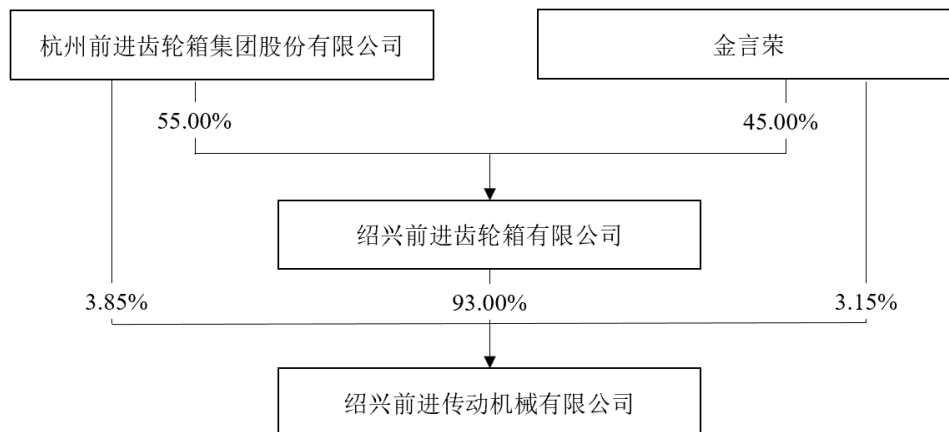 杭州前进齿轮箱集团股份有限公司
金言荣
55.00%
45.00%
绍兴前进齿轮箱有限公司
3.85%
93.00%
3.15%
绍兴前进传动机械有限公司